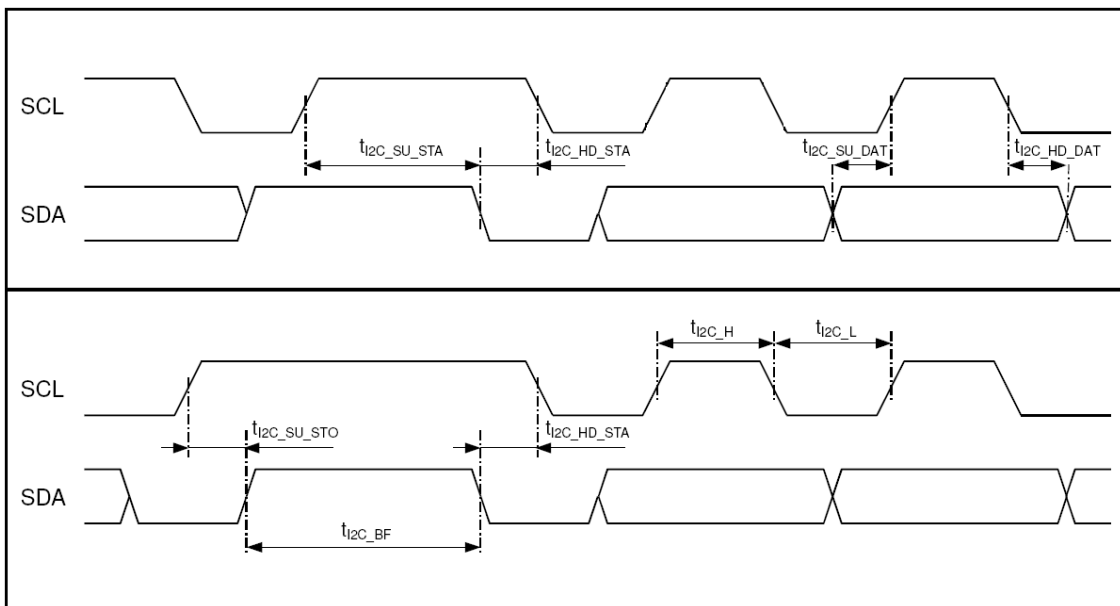 SCL
tI2C_SU_STA
tI2C_HD_STA
tI2C_SU_DAT
tI2C_HD_DAT
SDA
tI2C_H
tI2C_L
SCL
tI2C_SU_STO
tI2C_HD_STA
SDA
tI2C_BF